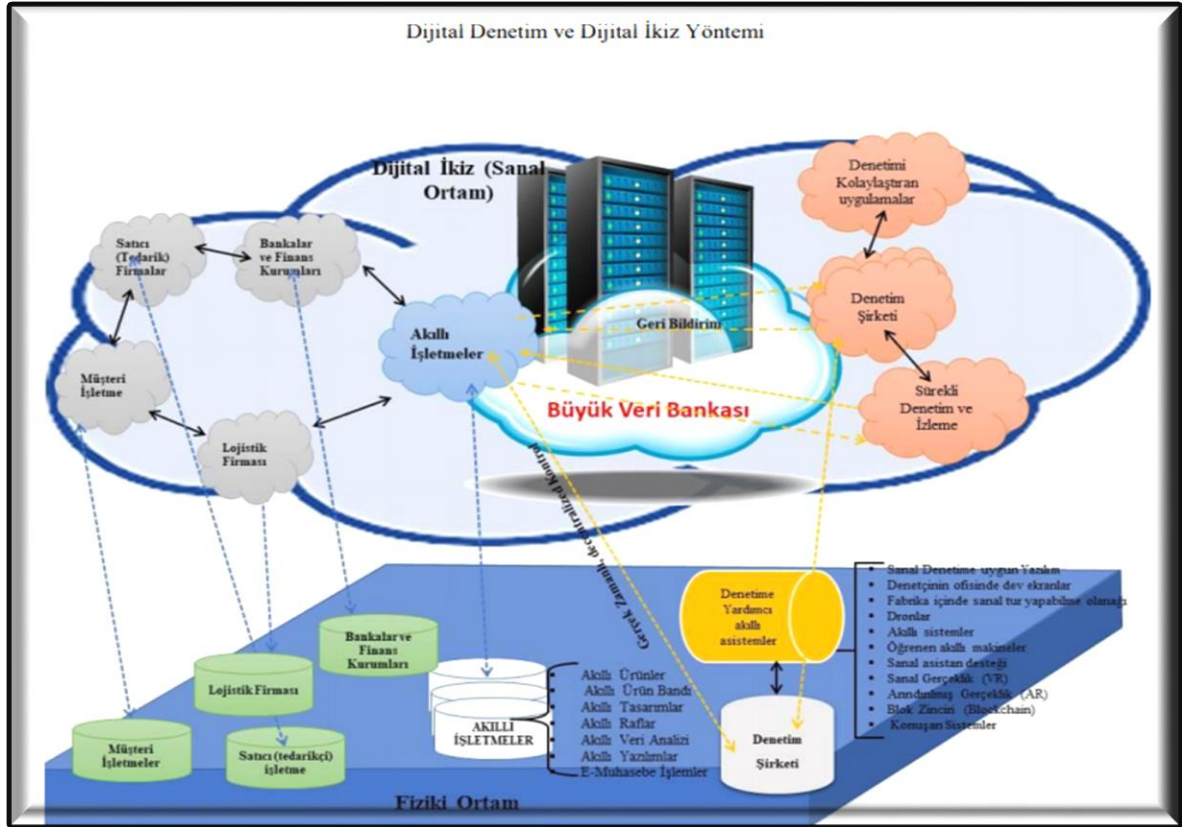 Dijital Denetim ve Dijital İkiz Yöntemi
Dijital İkiz (Sanal
Ortam)
Denetimi
Kolaylaştıran
uygulamalar
Satıcı
(Tedarik)
Firmalar
Bankalar
ve Finans
Kurumları
Akıllı
İşletmeler
Geri Bildirim
Denetim
Şirketi
Müşteri
İşletme
Büyük Veri Bankası
Sürekli
Denetim ve
İzleme
Lojistik
Firması
Gerçek Zamanlı, decentralized Kontrol
Denetime
Yardımcı
akıllı
asistemler
Sanal Denetime uygun Yazılım
Denetçinin ofisinde dev ekranlar
Fabrika içinde sanal tur yapabilme olanağı
Dronlar
Akıllı sistemler
Öğrenen akıllı makineler
Sanal asistan desteği
Sanal Gerçeklik (VR)
Arındırılmış Gerçeklik (AR)
Blok Zinciri (Blockchain)
Konuşan Sistemler
Bankalar ve
Finans
Kurumları
Lojistik Firması
Müşteri
İşletmeler
Satıcı (tedarikçi)
işletme
AKILLI
İŞLETMELER
Akıllı Ürünler
Akıllı Ürün Bandı
Akıllı Tasarımlar
Akıllı Raflar
Akıllı Veri Analizi
Akıllı Yazılımlar
E-Muhasebe İşlemler
Denetim
Şirketi
Fiziki Ortam